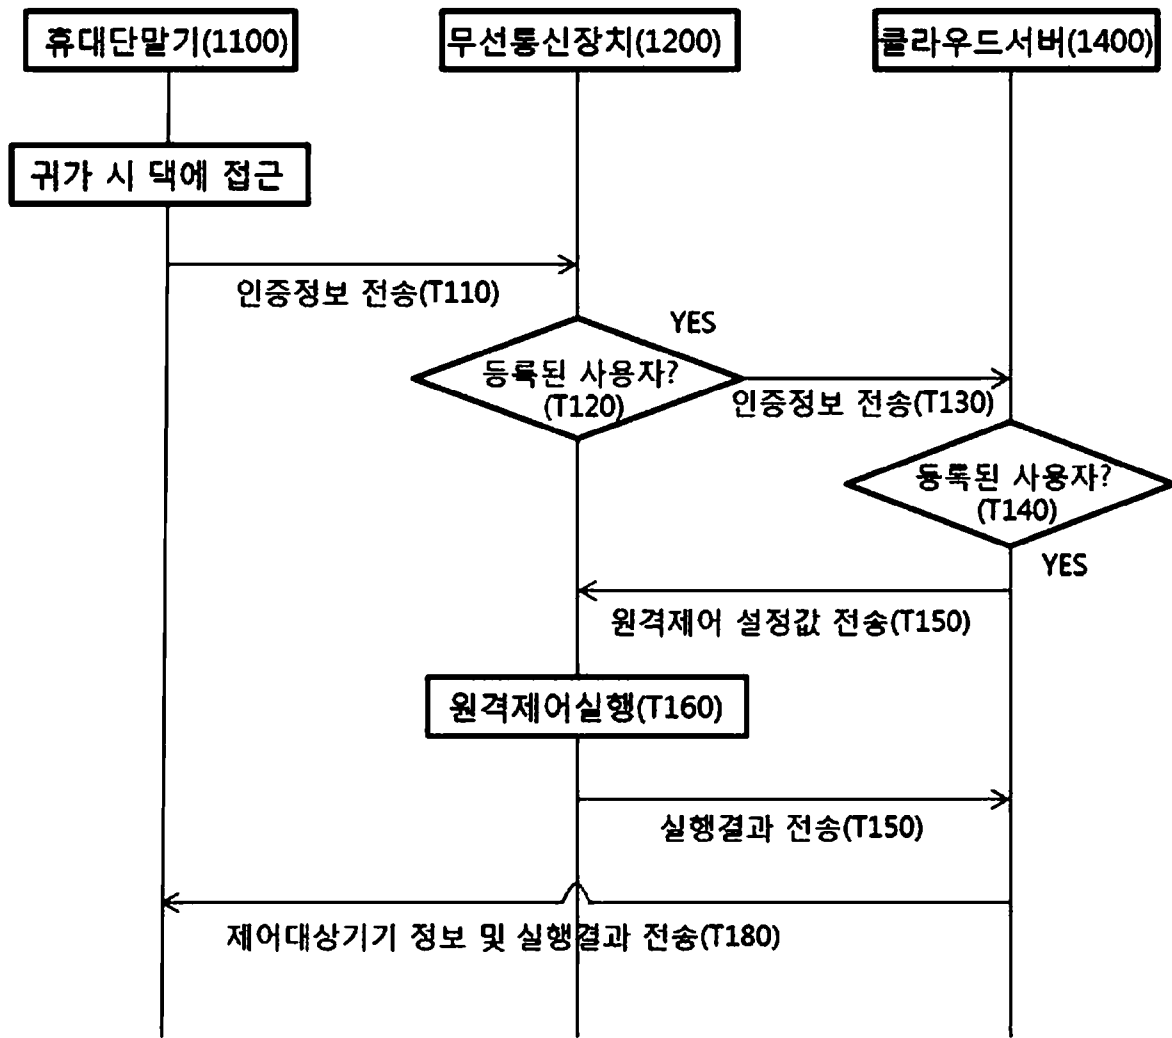 휴대단말기(1100)
무선통신장치(1200)
클라우드서버(1400)
귀가 시 댁에 접근
인증정보 전송(T110)
YES
등록된 사용자?
(T120)
인증정보 전송(T130)
등록된 사용자?
(T140)
YES
원격제어 설정값 전송(T150)
원격제어실행(T160)
실행결과 전송(T150)
제어대상기기 정보 및 실행결과 전송(T180)